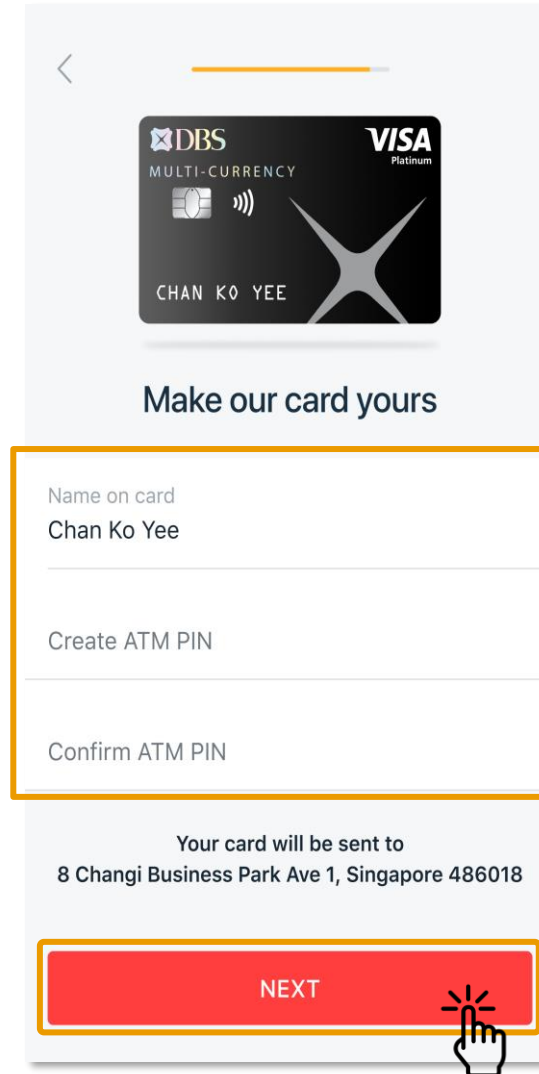 DBS
VISA
Platinum
MULTI-CURRENCY
CHAN KO YEE
Make our card yours
Name on card
Chan Ko Yee
Create ATM PIN
Confirm ATM PIN
Your card will be sent to
8 Changi Business Park Ave 1, Singapore 486018
NEXT